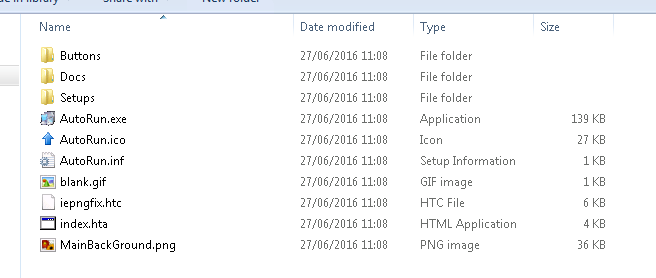 Share with New folder
Name Date modified Type Size
Buttons 27/06/2016 11:08 File folder
Docs 27/06/2016 11:08 File folder
Setups 27/06/2016 11:08 File folder
AutoRun.exe 27/06/2016 11:08 Application 139 KB
AutoRun.ico 27/06/2016 11:08 Icon 27 KB
AutoRun.inf 27/06/2016 11:08 Setup Information 1 KB
blank.gif 27/06/2016 11:08 GIF image 1 KB
iepngfix.htc 27/06/2016 11:08 HTC File 6 KB
index.hta 27/06/2016 11:08 HTML Application 4 KB
MainBackGround.png 27/06/2016 11:08 PNG image 36 KB